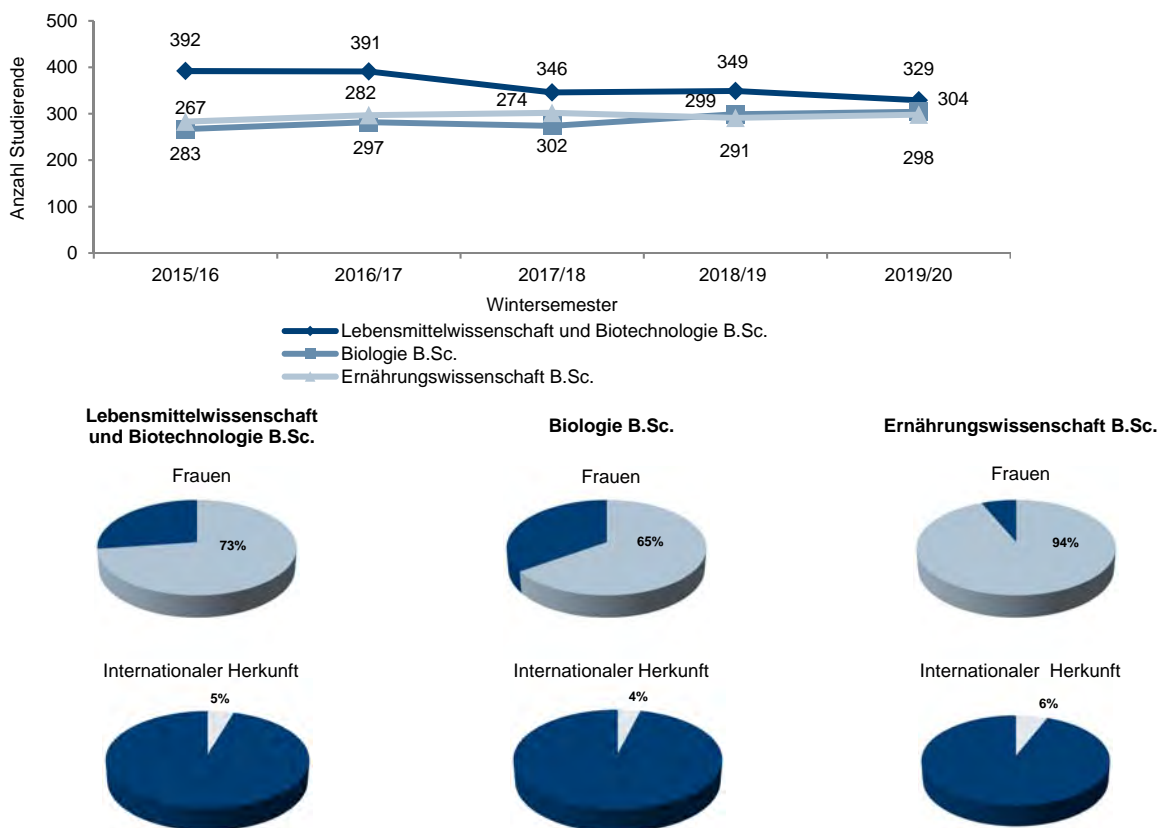 500
400
300
200
100
0
Anzahl Studierende
392
391
346
349
329
267
282
274
299
304
283
297
302
291
298
2015/16
2016/17
2017/18
2018/19
2019/20
Wintersemester
Lebensmittelwissenschaft und Biotechnologie B.Sc.
Biologie B.Sc.
Ernährungswissenschaft B.Sc.
Lebensmittelwissenschaft
und Biotechnologie B.Sc.
Frauen
73%
Internationaler Herkunft
5%
Biologie B.Sc.
Frauen
65%
Internationaler Herkunft
4%
Ernährungswissenschaft B.Sc.
Frauen
94%
Internationaler Herkunft
6%